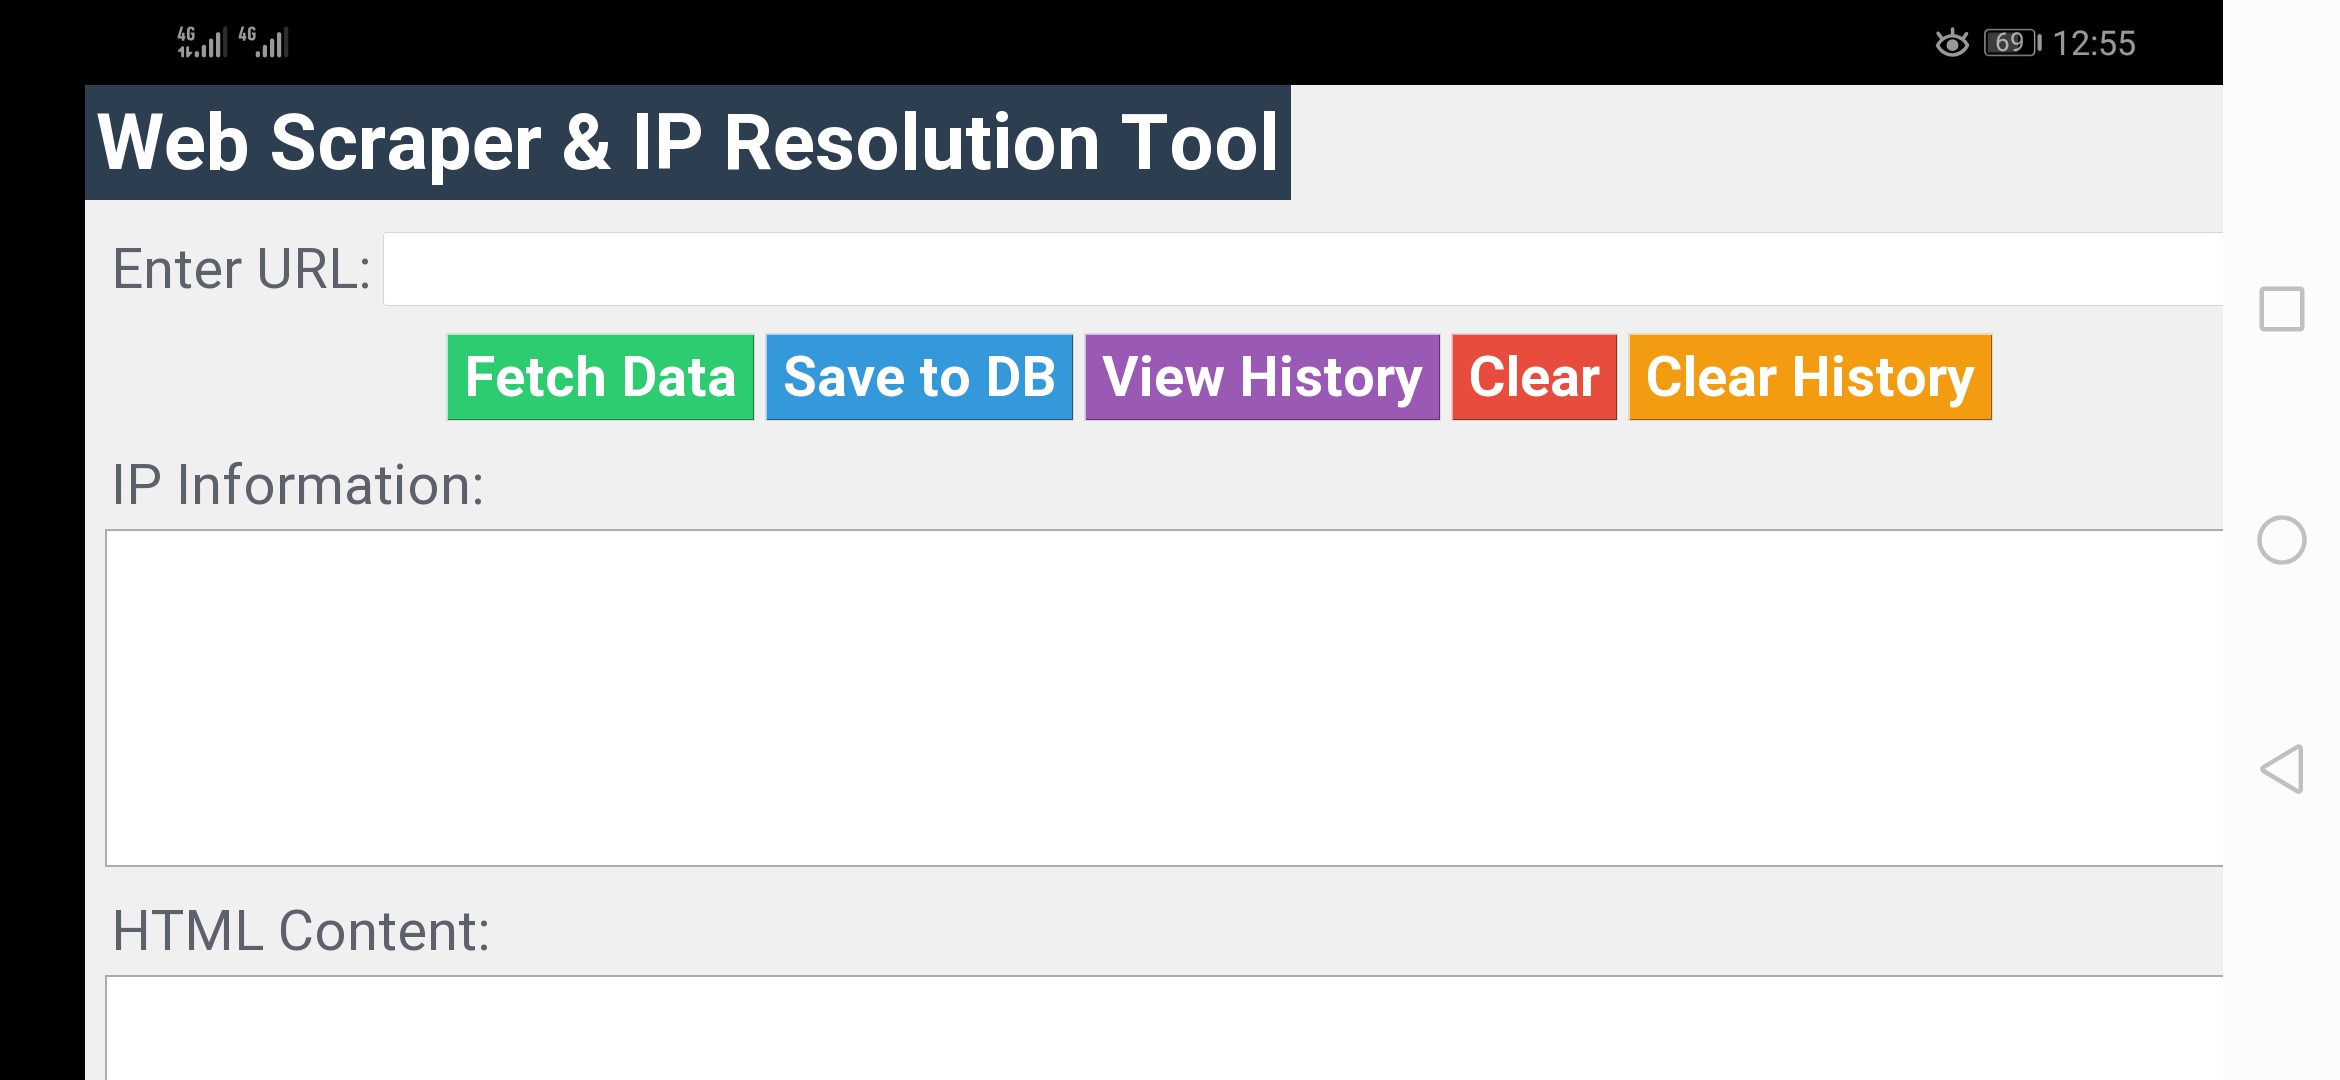 4G 4G 69 12:55
Web Scraper & IP Resolution Tool
Enter URL:
Fetch Data Save to DB View History Clear Clear History
IP Information:
HTML Content: